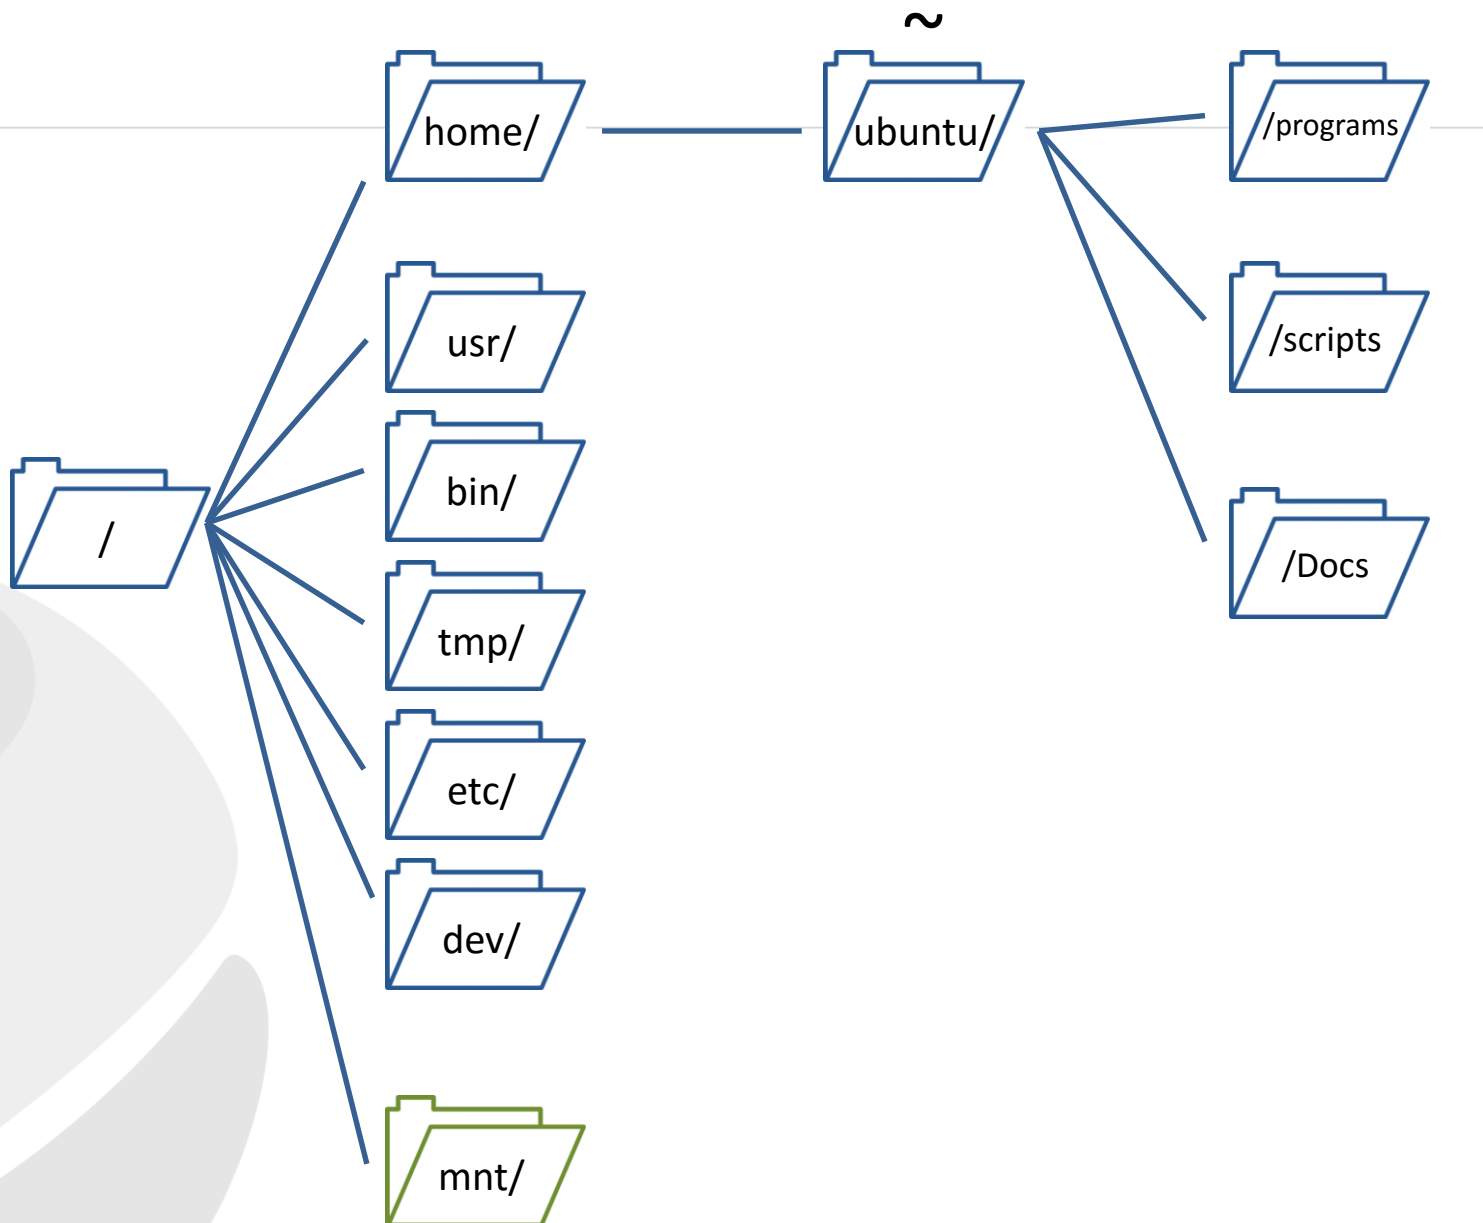 ~
home/
ubuntu/
/programs
usr/
/scripts
bin/
/
/Docs
tmp/
etc/
dev/
mnt/